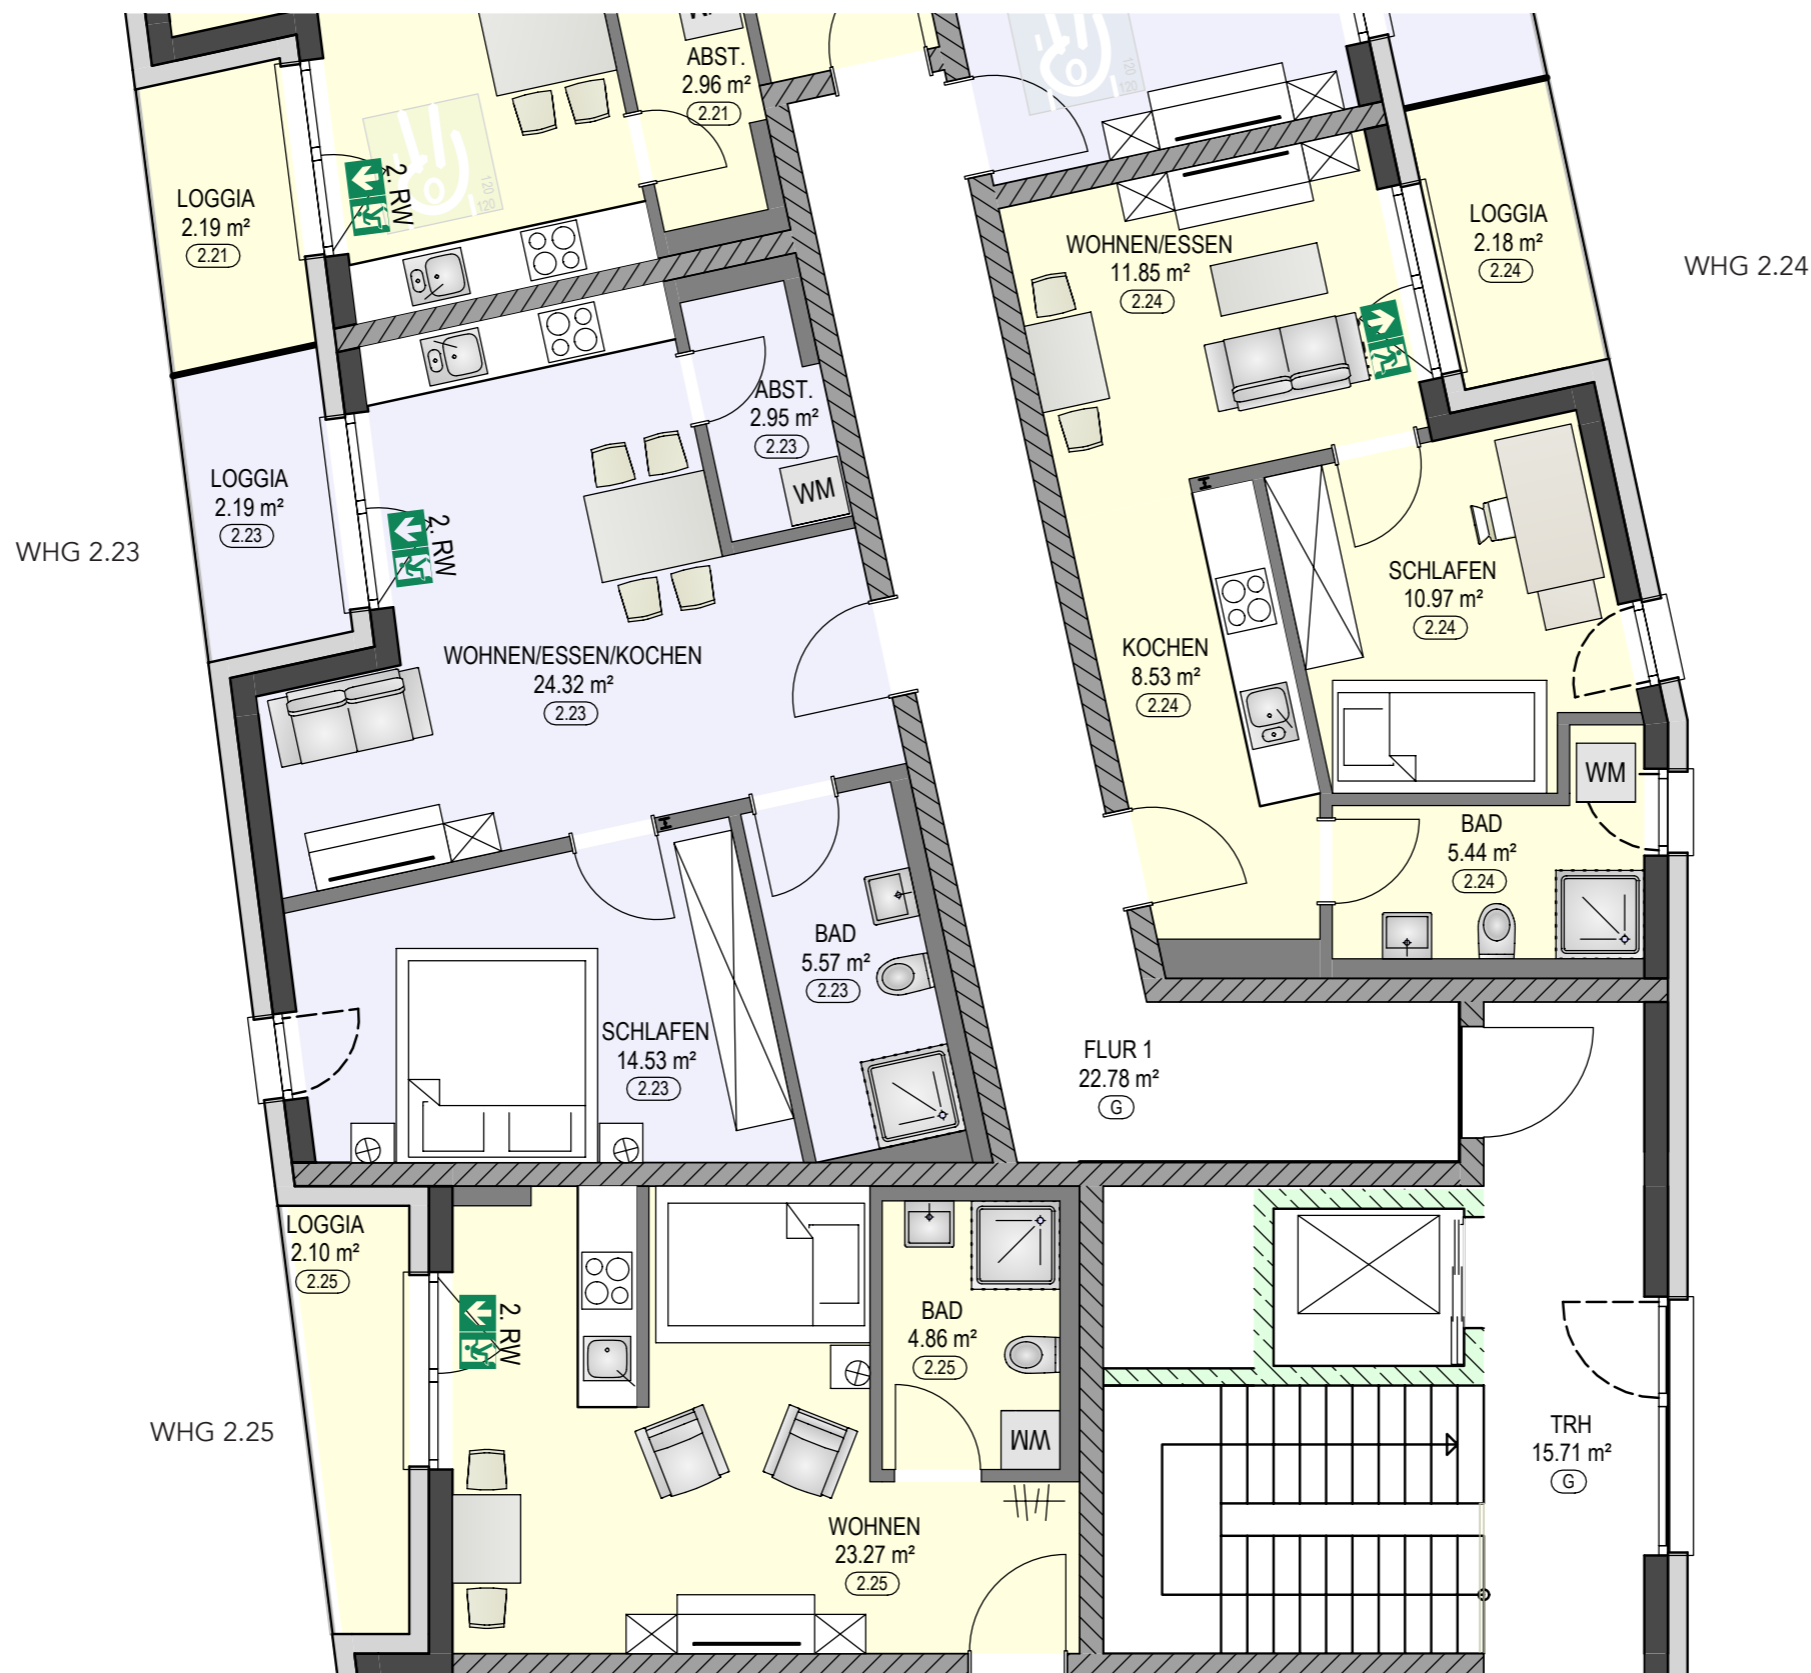 ABST.
2.96 m²
2.21
120
120
120
120
LOGGIA
2.19 m²
2.21
2. RW
WOHNEN/ESSEN
11.85 m²
2.24
LOGGIA
2.18 m²
2.24
WHG 2.24
ABST.
2.95 m²
2.23
WM
LOGGIA
2.19 m²
2.23
WHG 2.23
2. RW
SCHLAFEN
10.97 m²
2.24
WOHNEN/ESSEN/KOCHEN
24.32 m²
2.23
KOCHEN
8.53 m²
2.24
WM
BAD
5.44 m²
2.24
BAD
5.57 m²
2.23
SCHLAFEN
14.53 m²
2.23
FLUR 1
22.78 m²
G
LOGGIA
2.10 m²
2.25
2. RW
BAD
4.86 m²
2.25
WM
WHG 2.25
TRH
15.71 m²
G
WOHNEN
23.27 m²
2.25